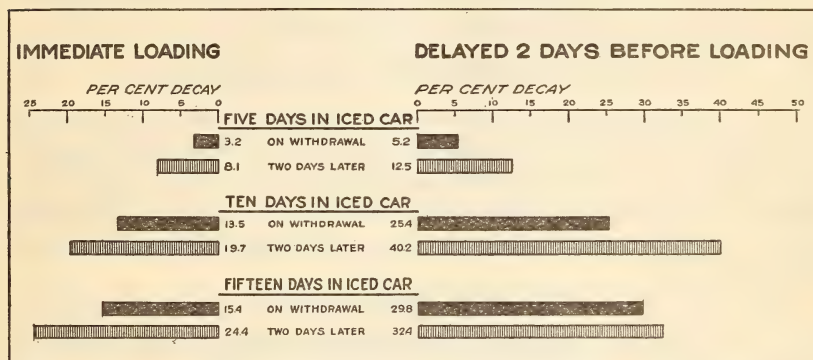 IMMEDIATE LOADING
DELAYED 2 DAYS BEFORE LOADING
PER CENT DECAY
PER CENT DECAY
25 20 15 10 5 0
0 5 10 15 20 25 30 35 40 45 50
FIVE DAYS IN ICED CAR
3.2 ON WITHDRAWAL 5.2
8.1 TWO DAYS LATER 12.5
TEN DAYS IN ICED CAR
13.5 ON WITHDRAWAL 25.4
19.7 TWO DAYS LATER 40.2
FIFTEEN DAYS IN ICED CAR
15.4 ON WITHDRAWAL 29.8
24.4 TWO DAYS LATER 32.4